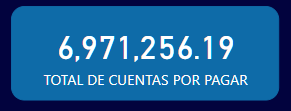 6,971,256.19
TOTAL DE CUENTAS POR PAGAR